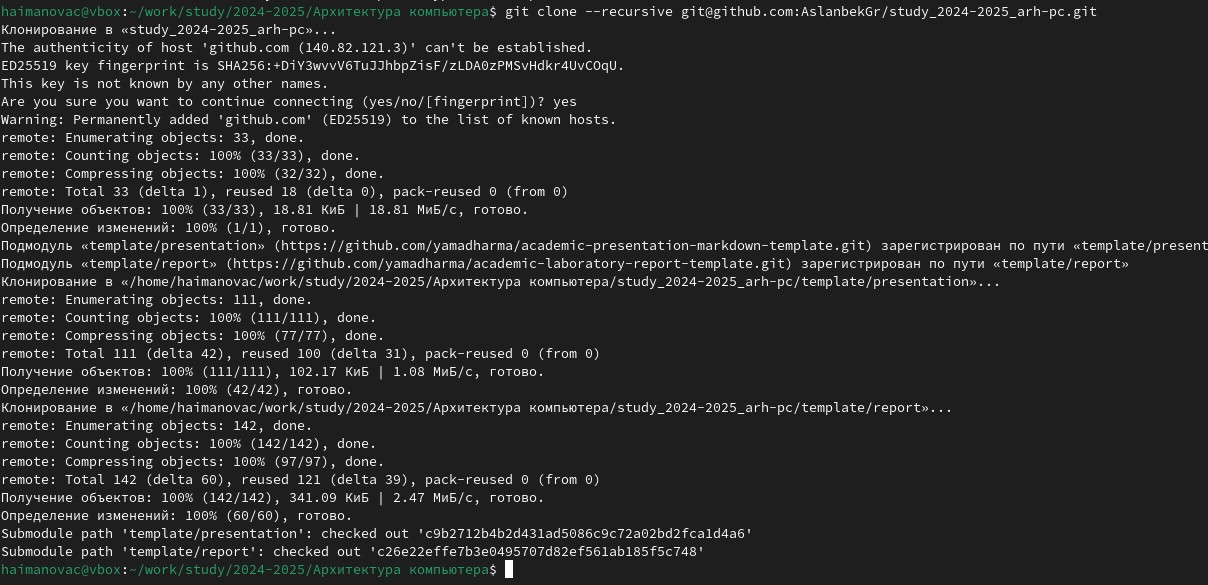 haimanovac@vbox:~/work/study/2024-2025/Архитектура компьютера$ git clone --recursive git@github.com:AslanbekGr/study_2024-2025_arh-pc.git
Клонирование в «study_2024-2025_arh-pc»...
The authenticity of host 'github.com (140.82.121.3)' can't be established.
ED25519 key fingerprint is SHA256:+DiY3wvvV6TuJJhbpZisF/zLDA0zPMSvHdkr4UvCOqU.
This key is not known by any other names.
Are you sure you want to continue connecting (yes/no/[fingerprint])? yes
Warning: Permanently added 'github.com' (ED25519) to the list of known hosts.
remote: Enumerating objects: 33, done.
remote: Counting objects: 100% (33/33), done.
remote: Compressing objects: 100% (32/32), done.
remote: Total 33 (delta 1), reused 18 (delta 0), pack-reused 0 (from 0)
Получение объектов: 100% (33/33), 18.81 КиБ | 18.81 МиБ/с, готово.
Определение изменений: 100% (1/1), готово.
Подмодуль «template/presentation» (https://github.com/yamadharma/academic-presentation-markdown-template.git) зарегистрирован по пути «template/present
Подмодуль «template/report» (https://github.com/yamadharma/academic-laboratory-report-template.git) зарегистрирован по пути «template/report»
Клонирование в «/home/haimanovac/work/study/2024-2025/Архитектура компьютера/study_2024-2025_arh-pc/template/presentation»...
remote: Enumerating objects: 111, done.
remote: Counting objects: 100% (111/111), done.
remote: Compressing objects: 100% (77/77), done.
remote: Total 111 (delta 42), reused 100 (delta 31), pack-reused 0 (from 0)
Получение объектов: 100% (111/111), 102.17 КиБ | 1.08 МиБ/с, готово.
Определение изменений: 100% (42/42), готово.
Клонирование в «/home/haimanovac/work/study/2024-2025/Архитектура компьютера/study_2024-2025_arh-pc/template/report»...
remote: Enumerating objects: 142, done.
remote: Counting objects: 100% (142/142), done.
remote: Compressing objects: 100% (97/97), done.
remote: Total 142 (delta 60), reused 121 (delta 39), pack-reused 0 (from 0)
Получение объектов: 100% (142/142), 341.09 КиБ | 2.47 МиБ/с, готово.
Определение изменений: 100% (60/60), готово.
Submodule path 'template/presentation': checked out 'c9b2712b4b2d431ad5086c9c72a02bd2fca1d4a6'
Submodule path 'template/report': checked out 'c26e22effe7b3e0495707d82ef561ab185f5c748'
haimanovac@vbox:~/work/study/2024-2025/Архитектура компьютера$